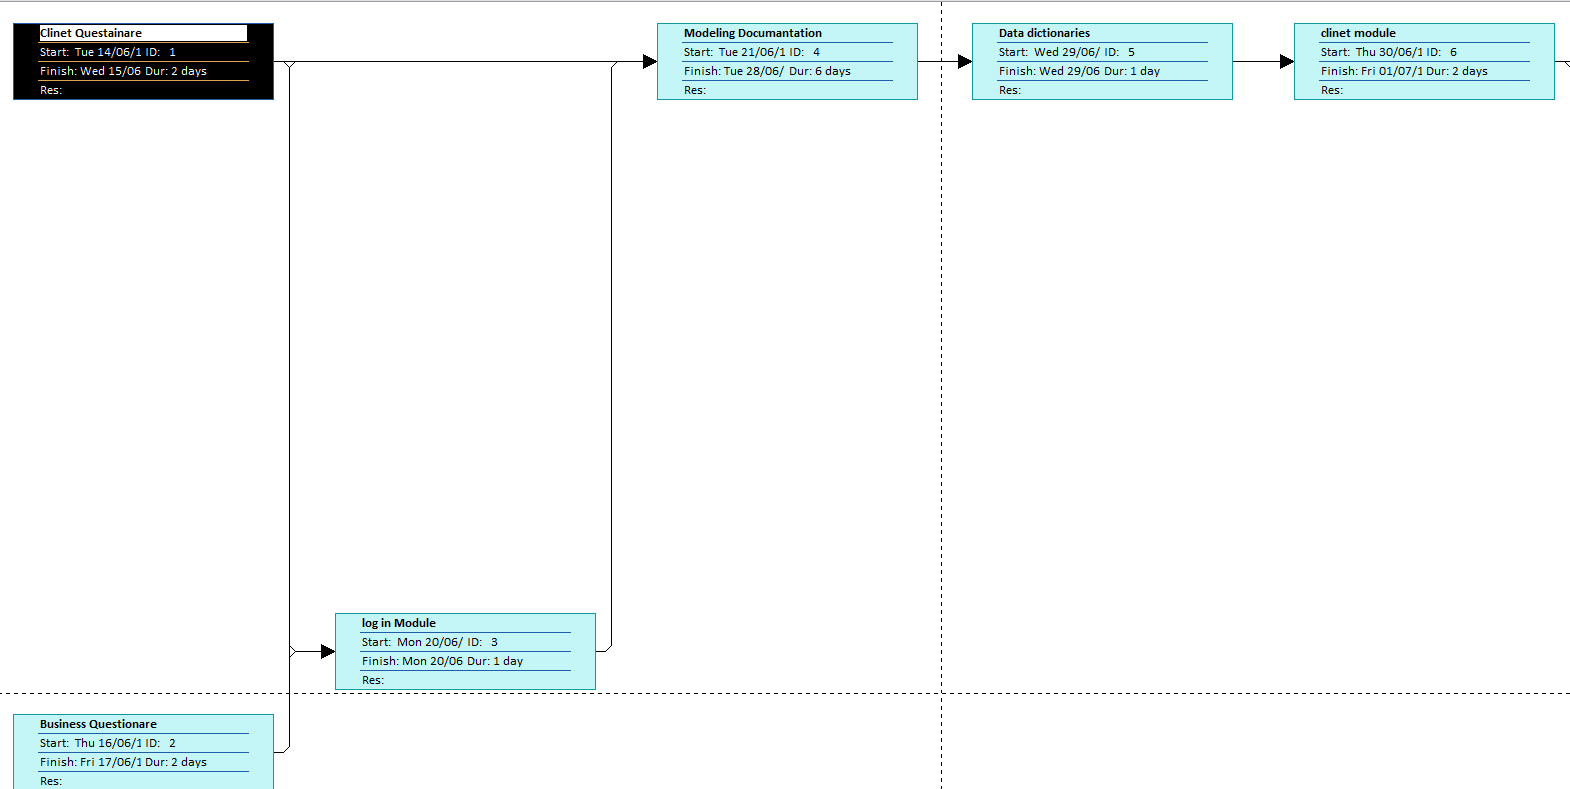 Clinet Questainare
Start: Tue 14/06/1 ID: 1
Finish: Wed 15/06 Dur: 2 days
Res:
Modeling Documantation
Start: Tue 21/06/1 ID: 4
Finish: Tue 28/06/ Dur: 6 days
Res:
Data dictionaries
Start: Wed 29/06/ ID: 5
Finish: Wed 29/06 Dur: 1 day
Res:
clinet module
Start: Thu 30/06/1 ID: 6
Finish: Fri 01/07/1 Dur: 2 days
Res:
log in Module
Start: Mon 20/06/ ID: 3
Finish: Mon 20/06 Dur: 1 day
Res:
Business Questionare
Start: Thu 16/06/1 ID: 2
Finish: Fri 17/06/1 Dur: 2 days
Res: